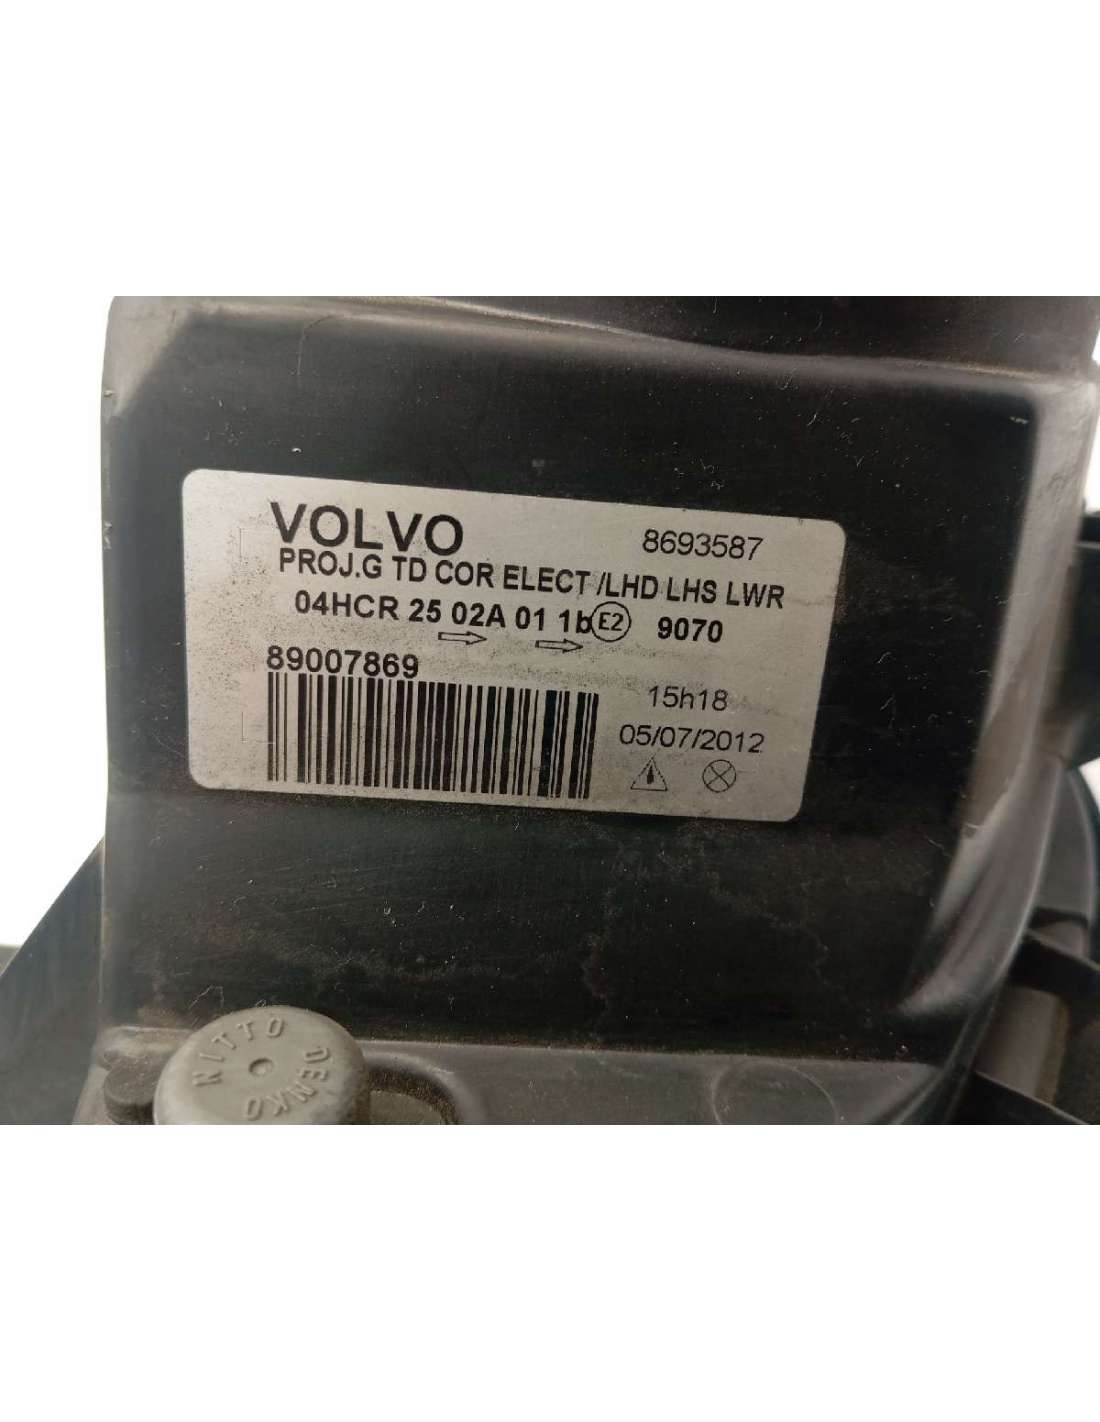 VOLVO 8693587
PROJ.G TD COR ELECT /LHD LHS LWR
04HCR 25 02A 01 1b E2 9070
89007869
15h18
05/07/2012
NITTO DENKO